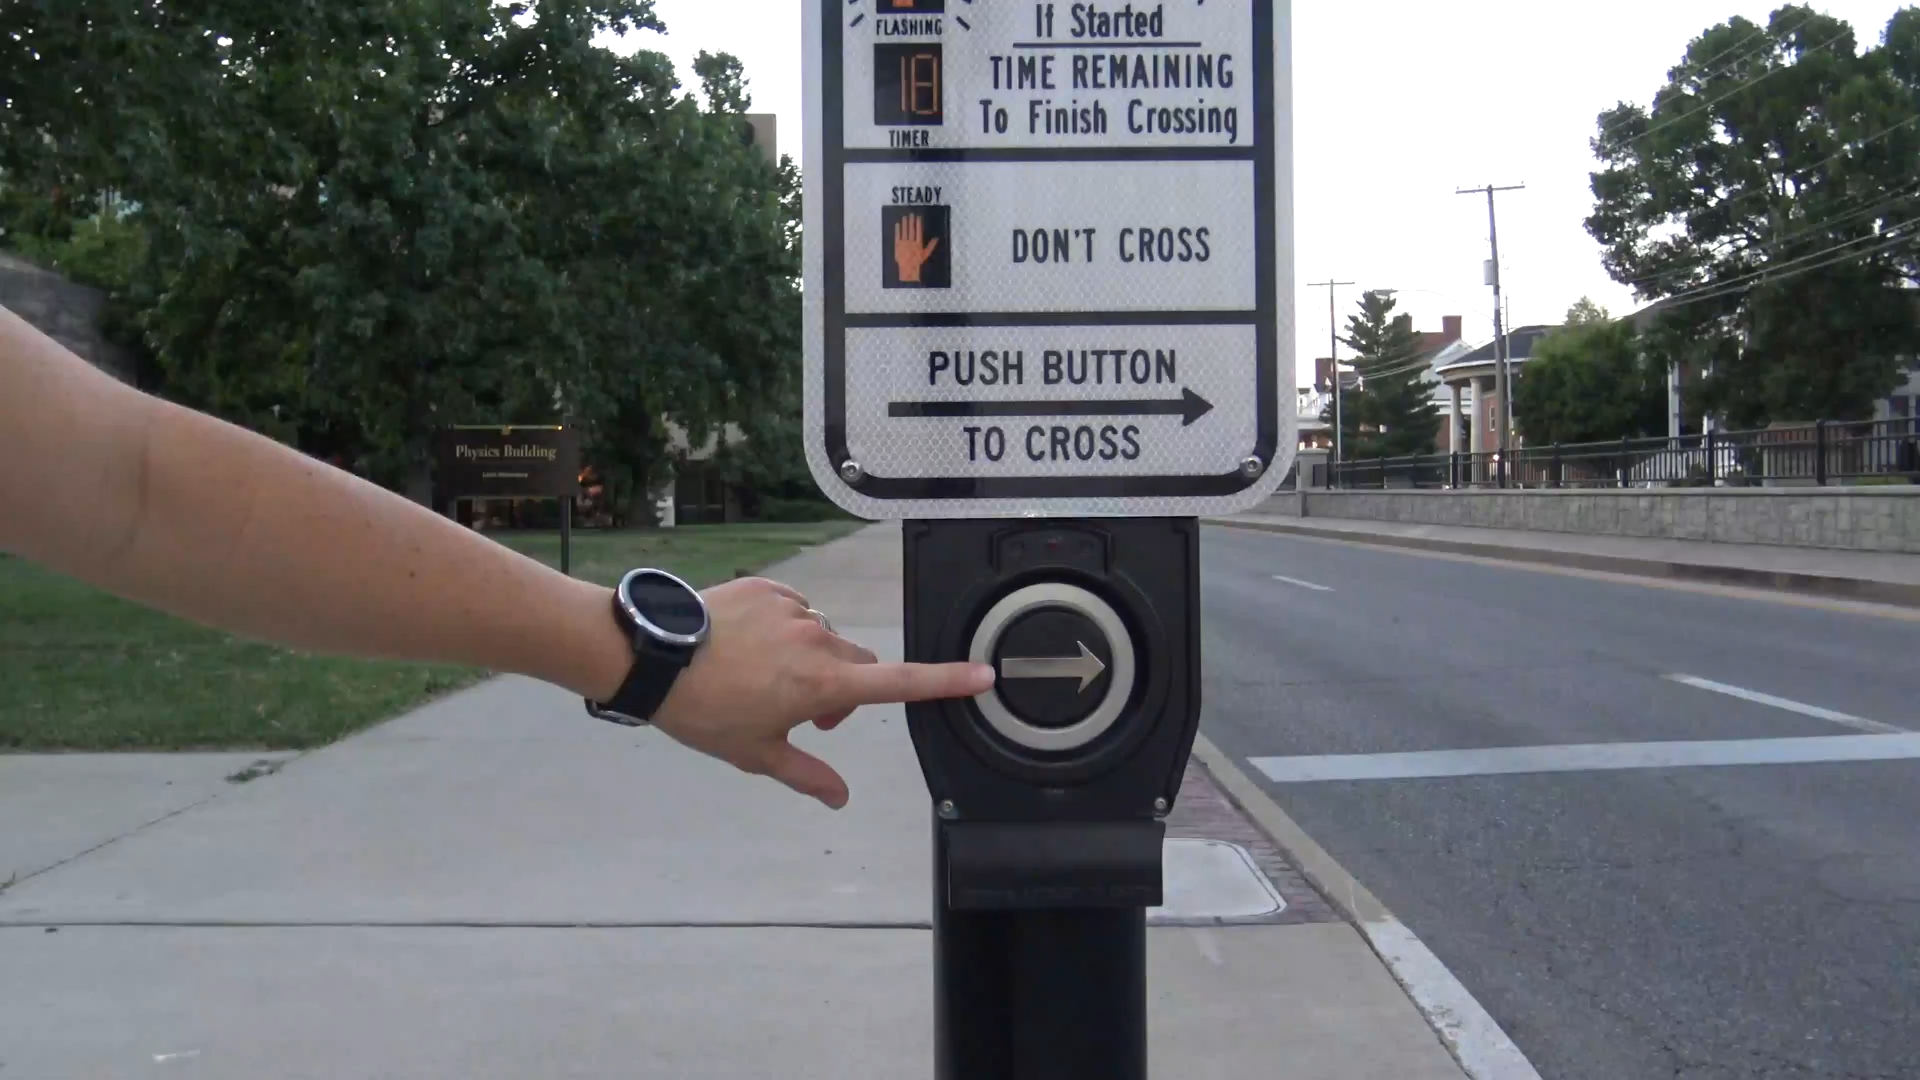 FLASHING
If Started
18
TIME REMAINING
To Finish Crossing
TIMER
STEADY
DON'T CROSS
PUSH BUTTON
TO CROSS
Physics Building